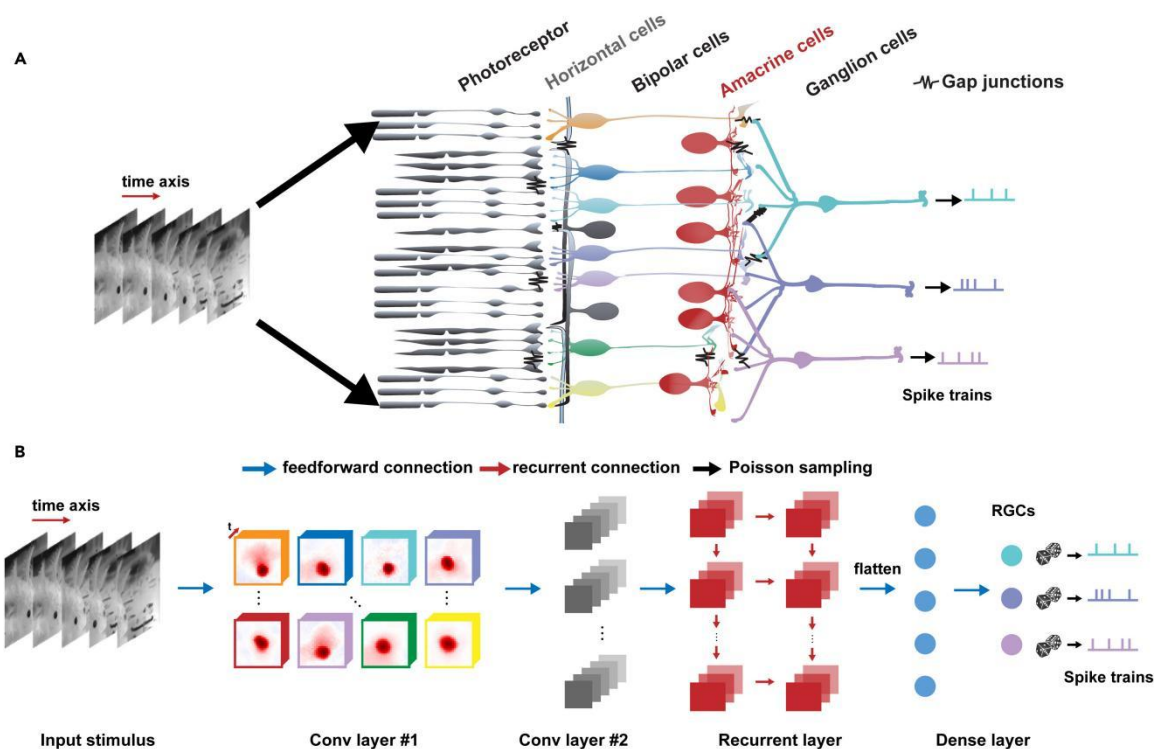 A
Photoreceptor
Horizontal cells
Bipolar cells
Amacrine cells
Ganglion cells
Gap junctions
time axis
Spike trains
B
feedforward connection
recurrent connection
Poisson sampling
time axis
t
RGCs
flatten
Spike trains
Input stimulus
Conv layer #1
Conv layer #2
Recurrent layer
Dense layer